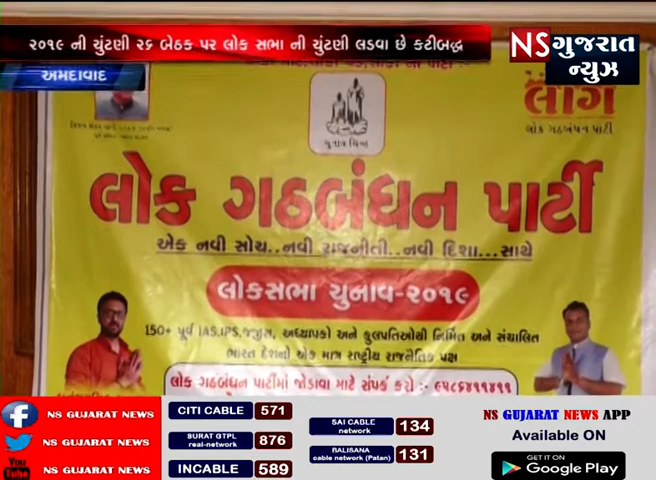 ૨૦૧૯ ની ચુંટણી ૨૬ બેઠક પર લોક સભા ની ચુંટણી લડવા છે કટીબદ્ધ
NS ગુજરાત ન્યુઝ
અમદાવાદ
લોગ
લોક ગઠબંધન પાર્ટી
ચુનાવ ચિન્હ
લોક ગઠબંધન પાર્ટી
એક નવી સોચ..નવી રાજનીતી..નવી દિશા...સાથે
લોકસભા ચુનાવ-૨૦૧૯
150+ પૂર્વ IAS,IPS,જજીસ, અધ્યાપકો અને કુલપતિઓથી નિર્મિત અને સંચાલિત
ભારત દેશનો એક માત્ર રાષ્ટ્રીય રાજનૈતિક પક્ષ
લોક ગઠબંધન પાર્ટીમાં જોડાવા માટે સંપર્ક કરો :-
NS GUJARAT NEWS
NS GUJARAT NEWS
You Tube NS GUJARAT NEWS
CITI CABLE 571
SURAT GTPL real-network 876
INCABLE 589
SAI CABLE network 134
BALISANA cable network (Patan) 131
NS GUJARAT NEWS APP
Available ON
GET IT ON
Google Play